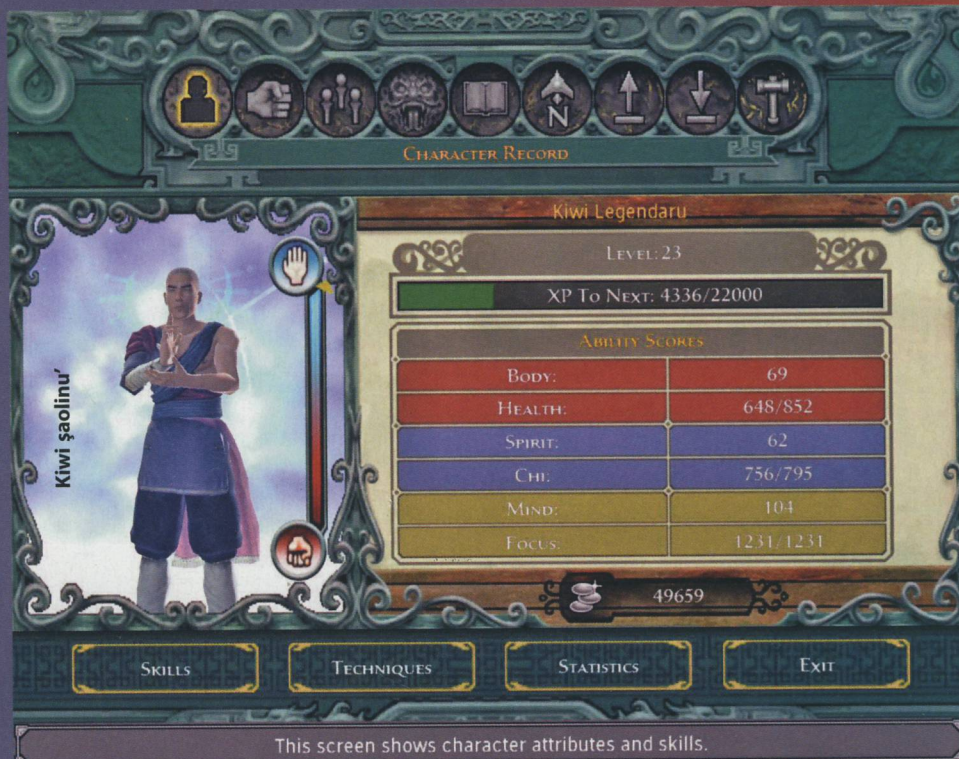 N
CHARACTER RECORD
Kiwi Legendaru
LEVEL: 23
XP TO NEXT: 4336/22000
ABILITY SCORES
BODY: 69
HEALTH: 648/852
SPIRIT: 62
CHI: 756/795
MIND: 104
FOCUS: 1231/1231
49659
Kiwi șaolinu'
SKILLS TECHNIQUES STATISTICS EXIT
This screen shows character attributes and skills.